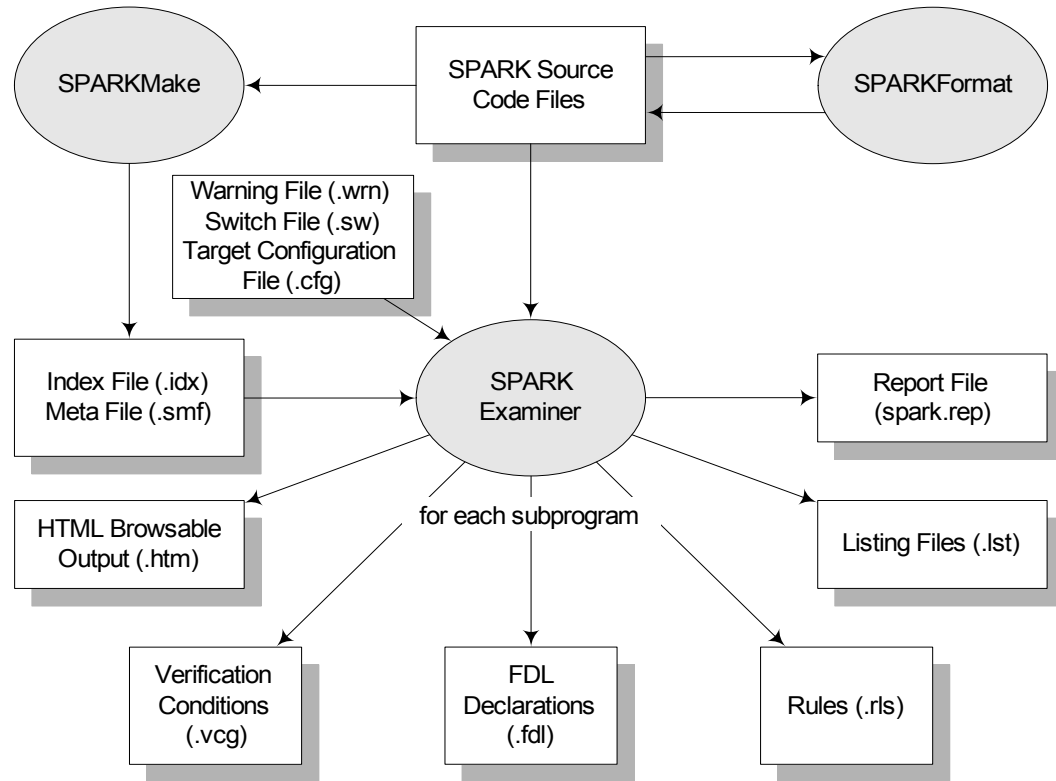 SPARKMake
SPARK Source
Code Files
SPARKFormat
Warning File (.wrn)
Switch File (.sw)
Target Configuration
File (.cfg)
Index File (.idx)
Meta File (.smf)
SPARK
Examiner
Report File
(spark.rep)
HTML Browsable
Output (.htm)
for each subprogram
Listing Files (.lst)
Verification
Conditions
(.vcg)
FDL
Declarations
(.fdl)
Rules (.rls)